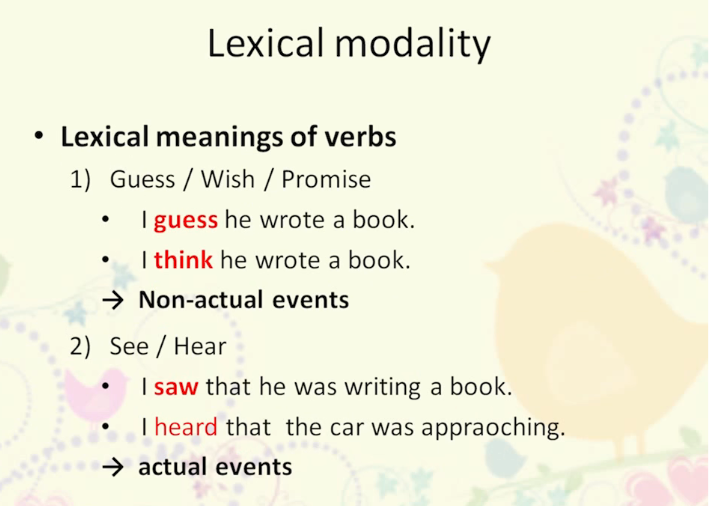 Lexical modality
• Lexical meanings of verbs
1) Guess / Wish / Promise
• I guess he wrote a book.
• I think he wrote a book.
→ Non-actual events
2) See / Hear
• I saw that he was writing a book.
• I heard that the car was appraoching.
→ actual events